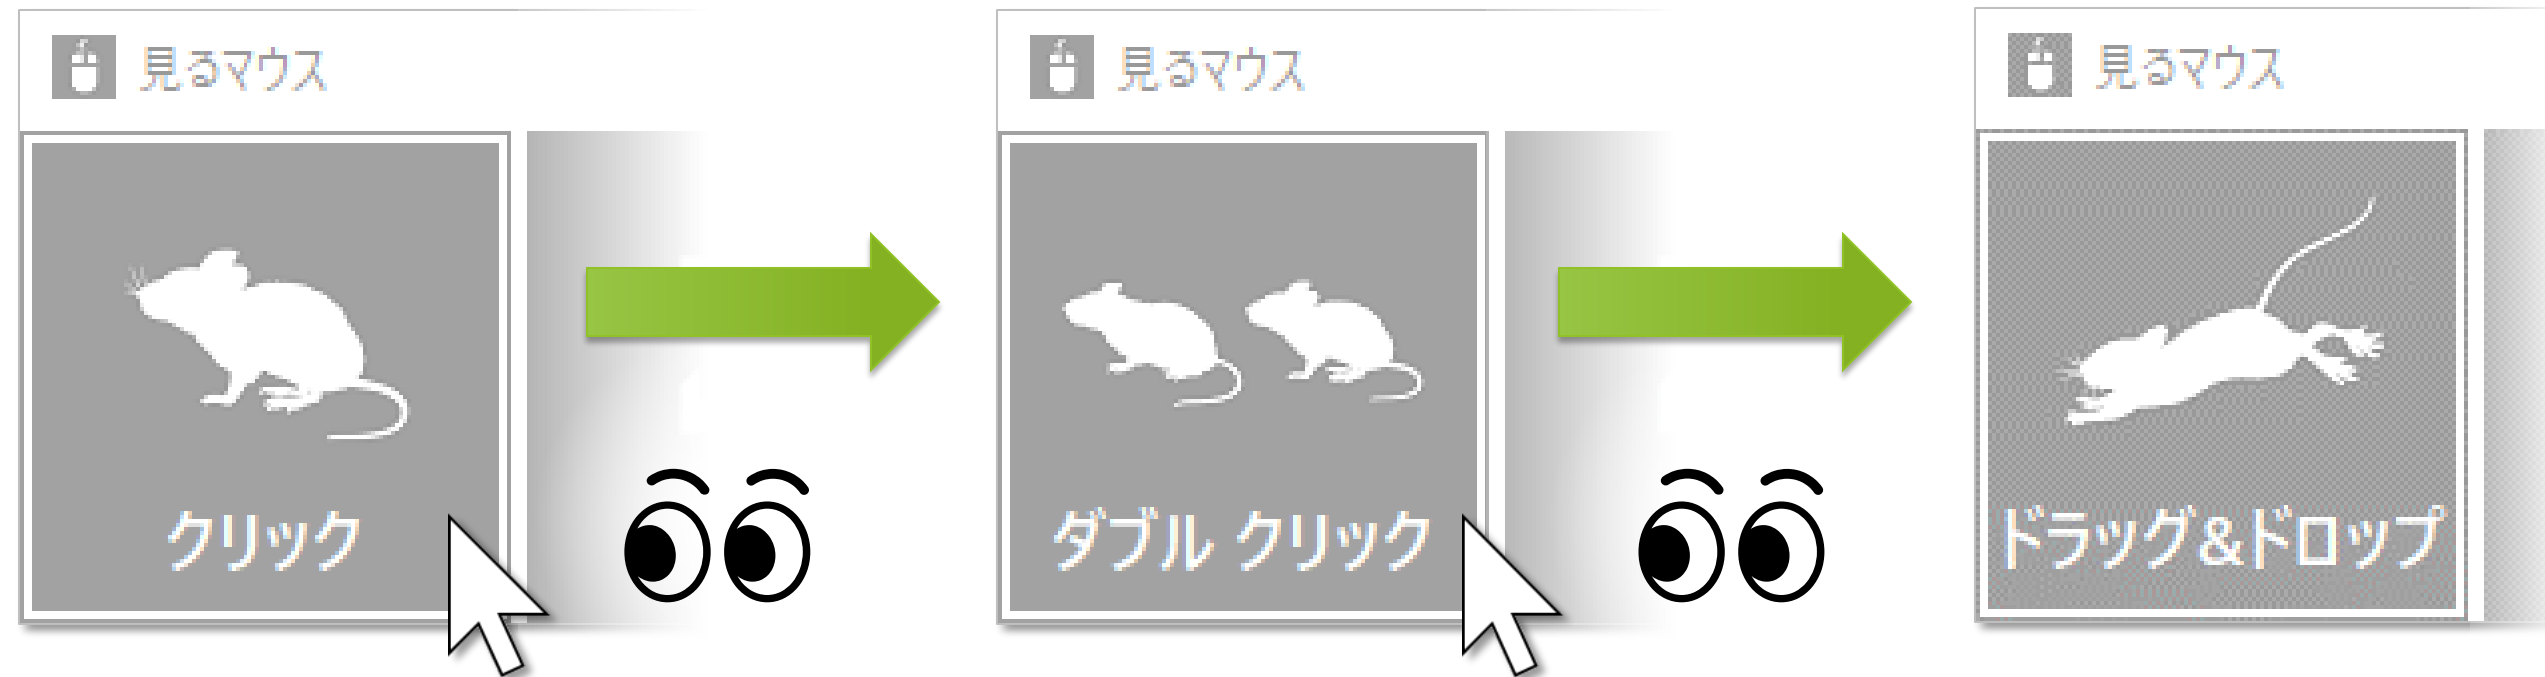 見るマウス
クリック
見るマウス
ダブル クリック
見るマウス
ドラッグ&ドロップ